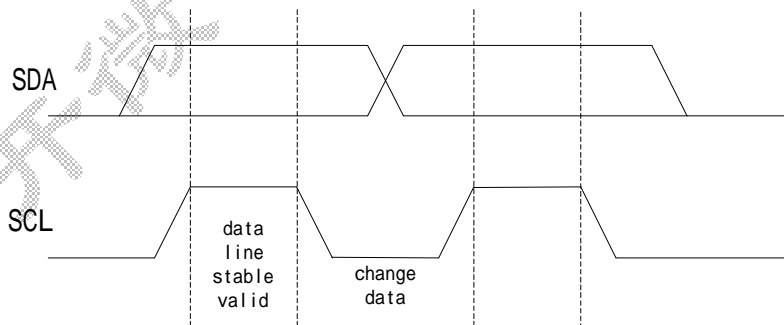 SDA
SCL
data
line
stable
valid
change
data